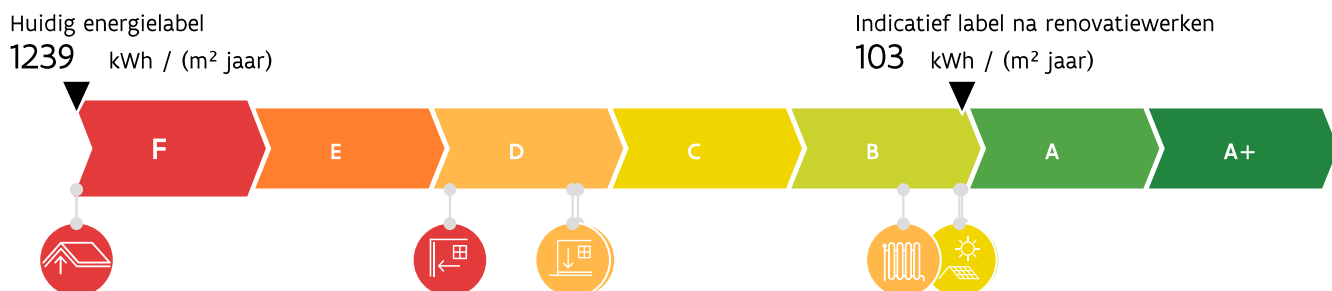 Huidig energielabel
1239 kWh / (m² jaar)
Indicatief label na renovatiewerken
103 kWh / (m² jaar)
F E D C B A A+